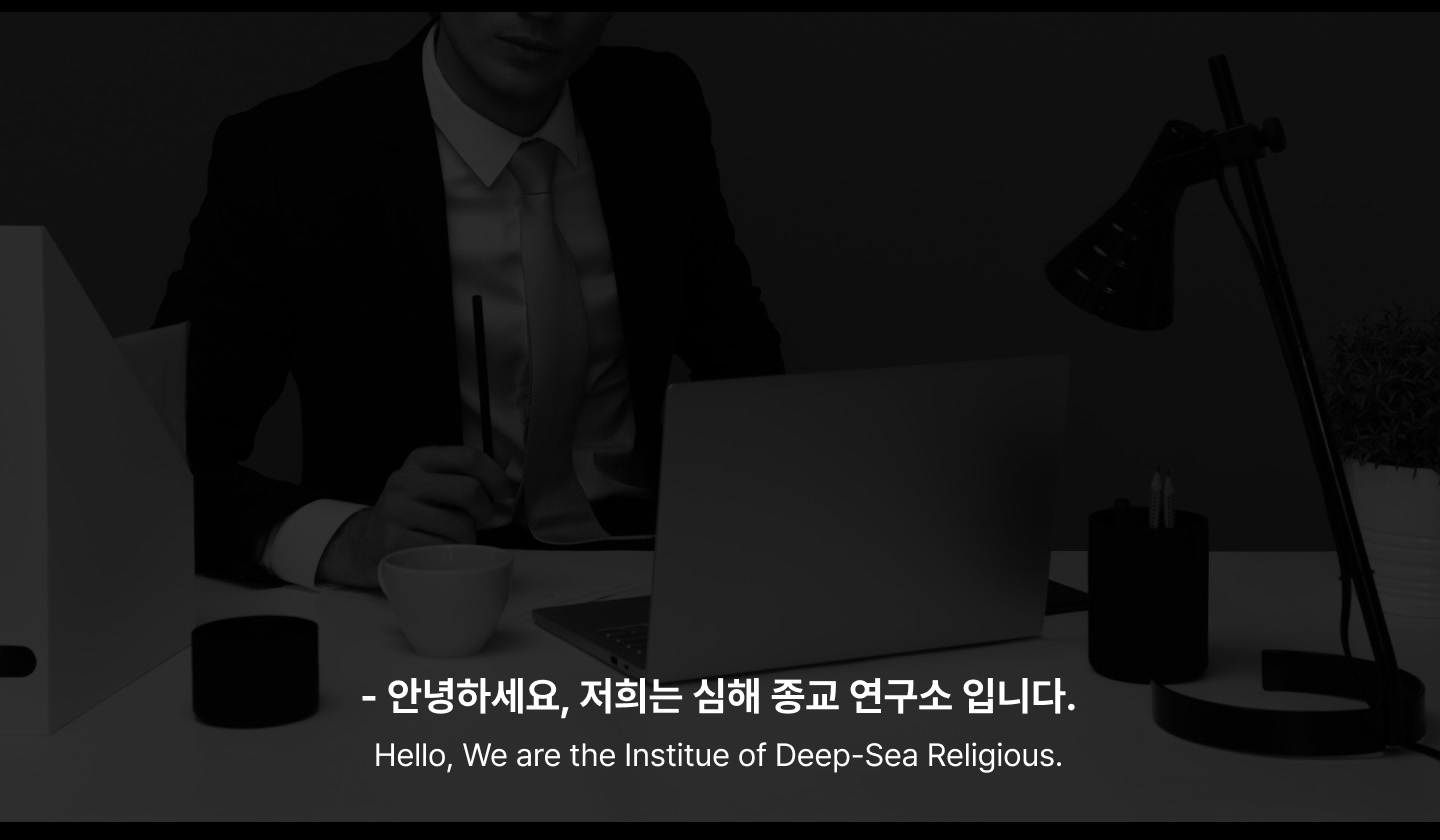 - 안녕하세요, 저희는 심해 종교 연구소 입니다.
Hello, We are the Institue of Deep-Sea Religious.